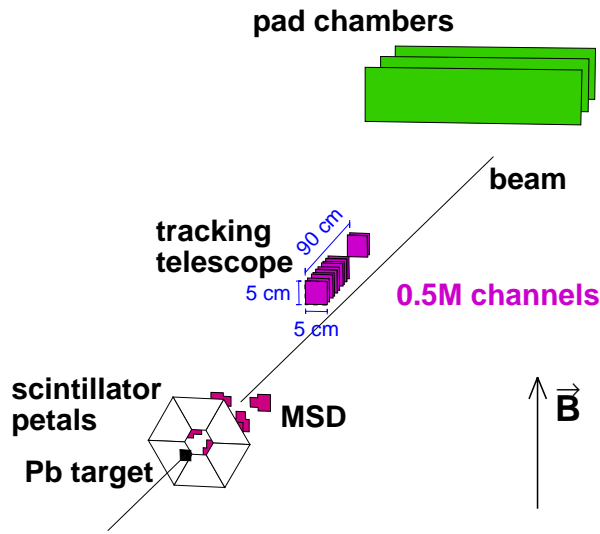 pad chambers
beam
tracking
telescope
90 cm
5 cm
5 cm
0.5M channels
scintillator
petals
MSD
Pb target
B